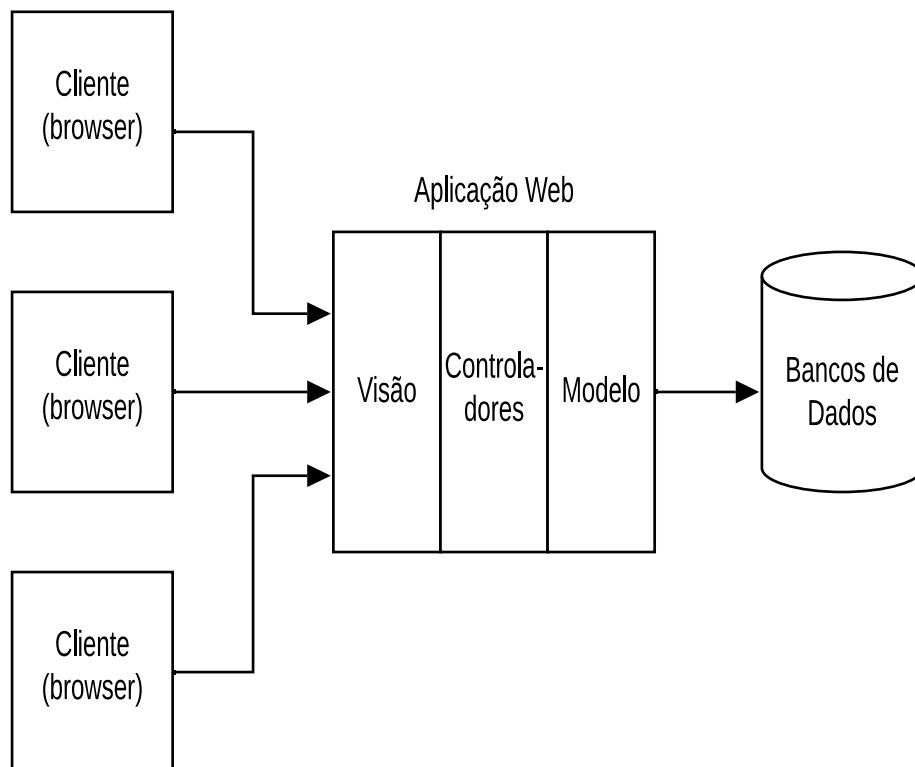 Cliente
(browser)
Aplicação Web
Cliente
(browser)
Visão
Controla-
dores
Modelo
Bancos de
Dados
Cliente
(browser)